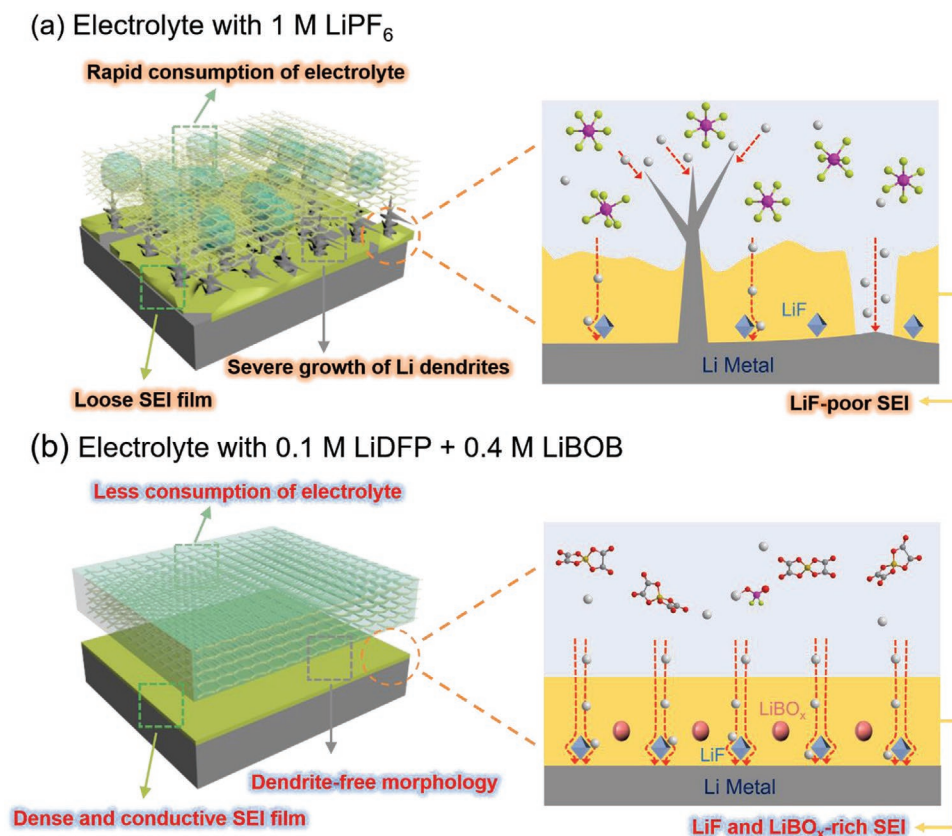 (a) Electrolyte with 1 M LiPF₆
Rapid consumption of electrolyte
LiF
Li Metal
Severe growth of Li dendrites
Loose SEI film
LiF-poor SEI
(b) Electrolyte with 0.1 M LiDFP + 0.4 M LiBOB
Less consumption of electrolyte
LiBOₓ
LiF
Li Metal
Dendrite-free morphology
Dense and conductive SEI film
LiF and LiBOₓ-rich SEI